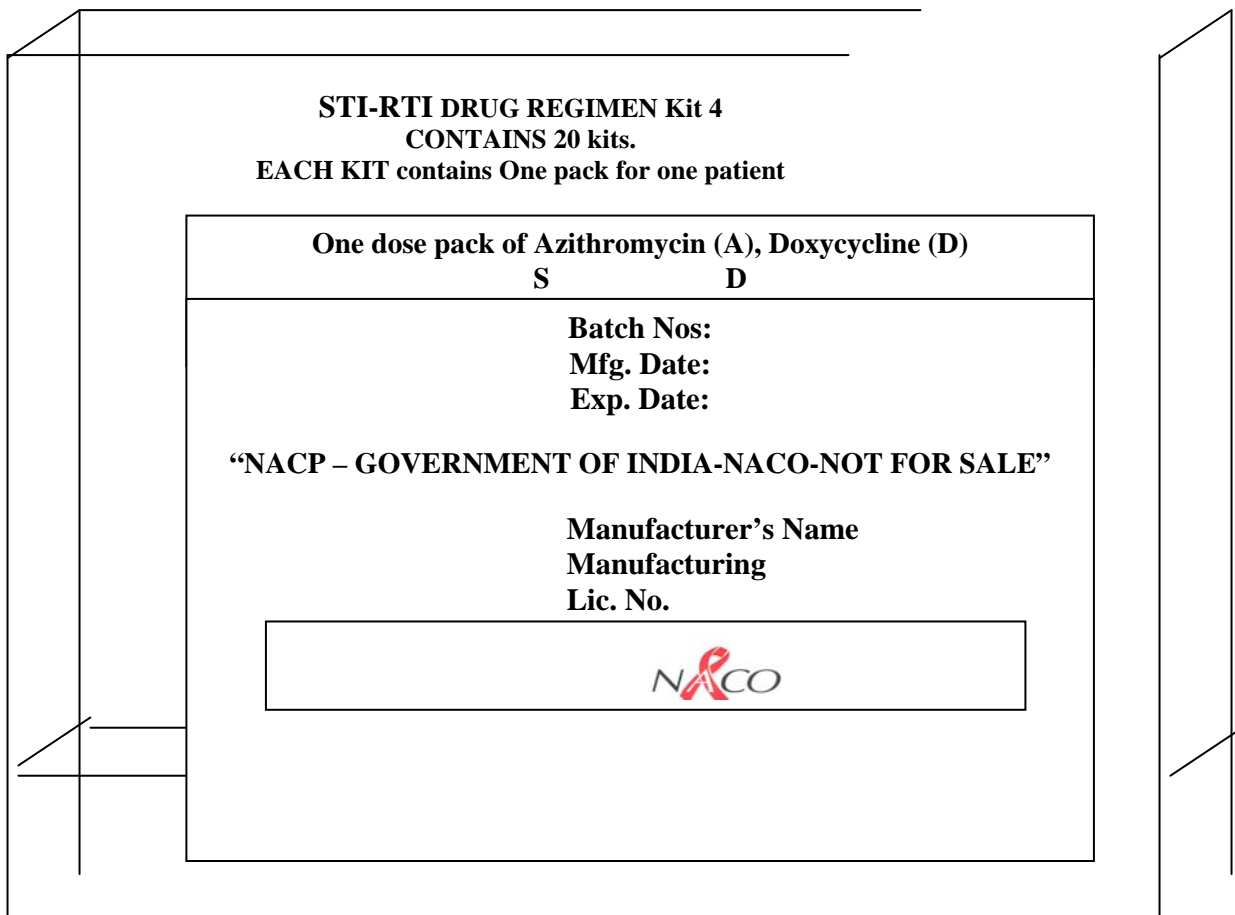 STI-RTI DRUG REGIMEN Kit 4
CONTAINS 20 kits.
EACH KIT contains One pack for one patient
One dose pack of Azithromycin (A), Doxycycline (D)
S D
Batch Nos:
Mfg. Date:
Exp. Date:
“NACP – GOVERNMENT OF INDIA-NACO-NOT FOR SALE”
Manufacturer’s Name
Manufacturing
Lic. No.
NACO